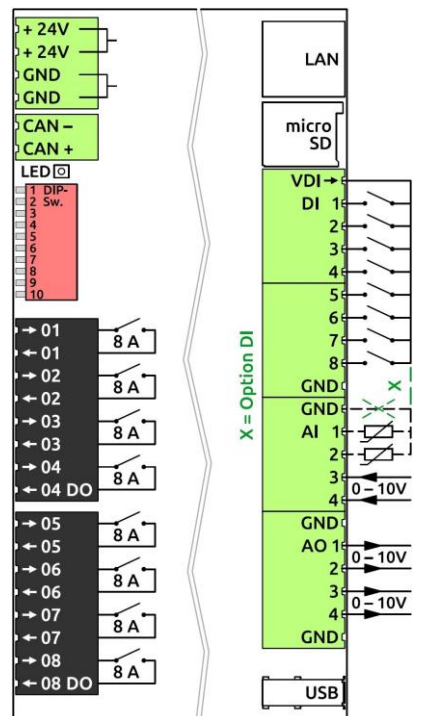 + 24V
+ 24V
GND
GND
CAN –
CAN +
LED
1 DIP-
2 Sw.
3
4
5
6
7
8
9
10
→ 01
← 01
8 A
→ 02
← 02
8 A
→ 03
← 03
8 A
→ 04
← 04 DO
8 A
→ 05
← 05
8 A
→ 06
← 06
8 A
→ 07
← 07
8 A
→ 08
← 08 DO
8 A
X = Option DI
LAN
micro
SD
VDI →
DI 1
2
3
4
5
6
7
8
X
GND
GND
AI 1
2
3
0 – 10V
4
GND
AO 1
0 – 10V
2
3
0 – 10V
4
GND
USB